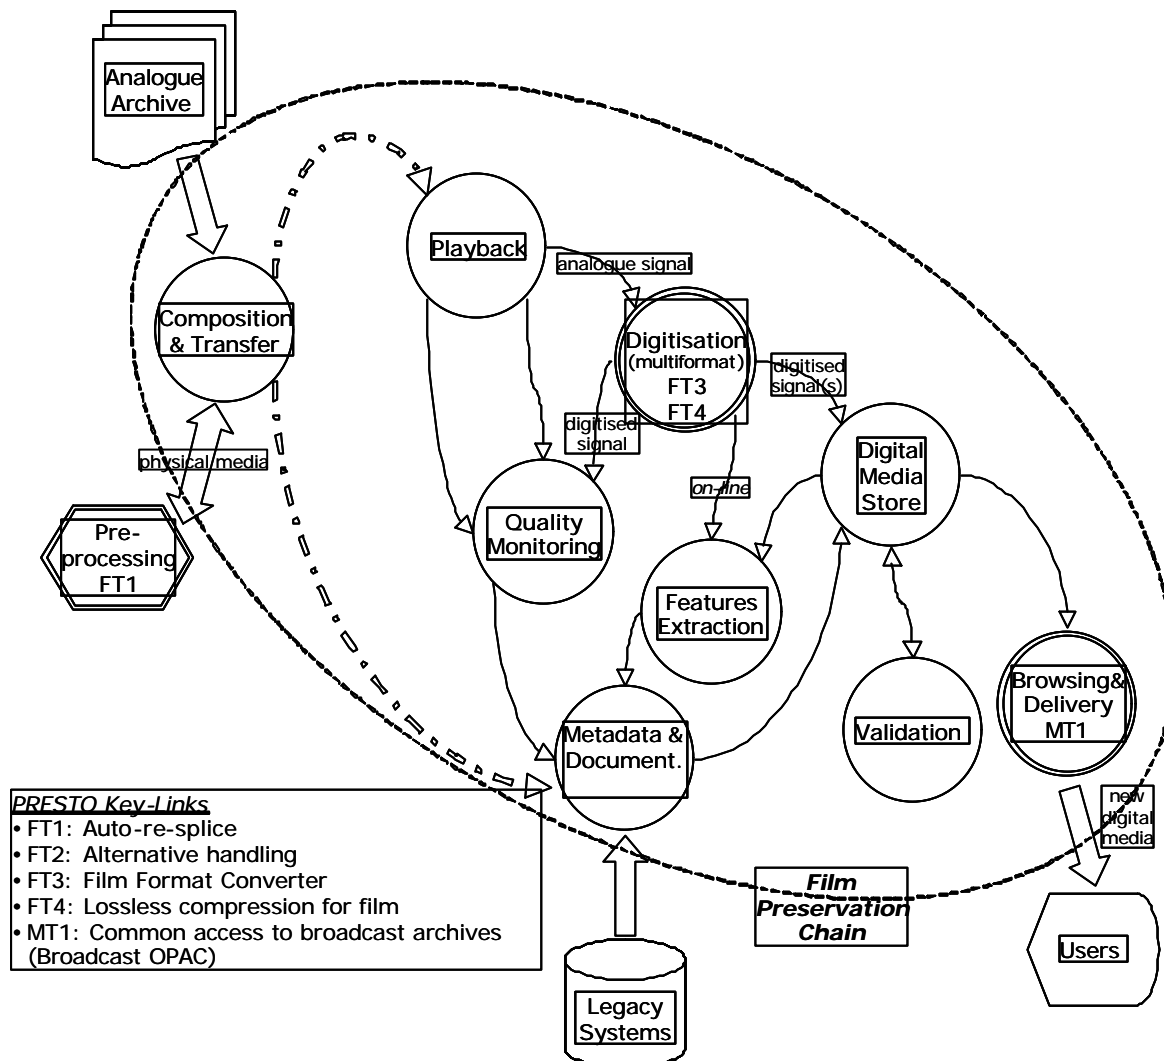 Analogue
Archive
Playback
analogue signal
Composition
& Transfer
Digitisation
(multiformat)
FT3
FT4
digitised
signal(s)
digitised
signal
physical media
on-line
Digital
Media
Store
Quality
Monitoring
Pre-
processing
FT1
Features
Extraction
Browsing&
Delivery
MT1
Metadata &
Document.
Validation
PRESTO Key-Links
• FT1: Auto-re-splice
• FT2: Alternative handling
• FT3: Film Format Converter
• FT4: Lossless compression for film
• MT1: Common access to broadcast archives
(Broadcast OPAC)
new
digital
media
Film
Preservation
Chain
Users
Legacy
Systems